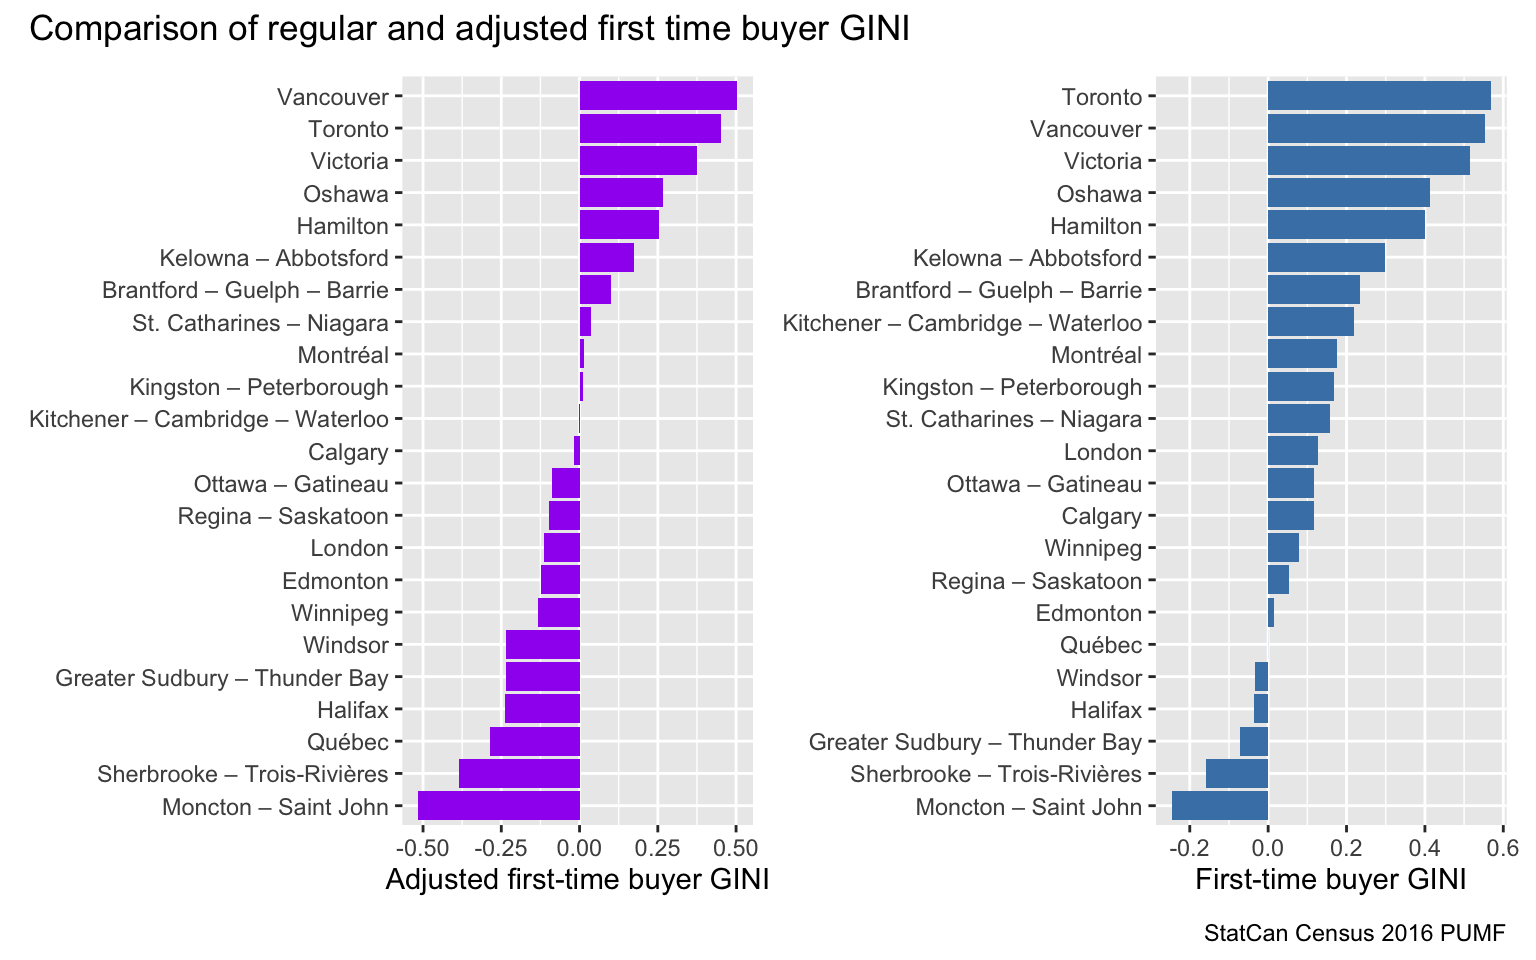 Comparison of regular and adjusted first time buyer GINI
Vancouver
Toronto
Victoria
Oshawa
Hamilton
Kelowna – Abbotsford
Brantford – Guelph – Barrie
St. Catharines – Niagara
Montréal
Kingston – Peterborough
Kitchener – Cambridge – Waterloo
Calgary
Ottawa – Gatineau
Regina – Saskatoon
London
Edmonton
Winnipeg
Windsor
Greater Sudbury – Thunder Bay
Halifax
Québec
Sherbrooke – Trois-Rivières
Moncton – Saint John
-0.50 -0.25 0.00 0.25 0.50
Adjusted first-time buyer GINI
Toronto
Vancouver
Victoria
Oshawa
Hamilton
Kelowna – Abbotsford
Brantford – Guelph – Barrie
Kitchener – Cambridge – Waterloo
Montréal
Kingston – Peterborough
St. Catharines – Niagara
London
Ottawa – Gatineau
Calgary
Winnipeg
Regina – Saskatoon
Edmonton
Québec
Windsor
Halifax
Greater Sudbury – Thunder Bay
Sherbrooke – Trois-Rivières
Moncton – Saint John
-0.2 0.0 0.2 0.4 0.6
First-time buyer GINI
StatCan Census 2016 PUMF